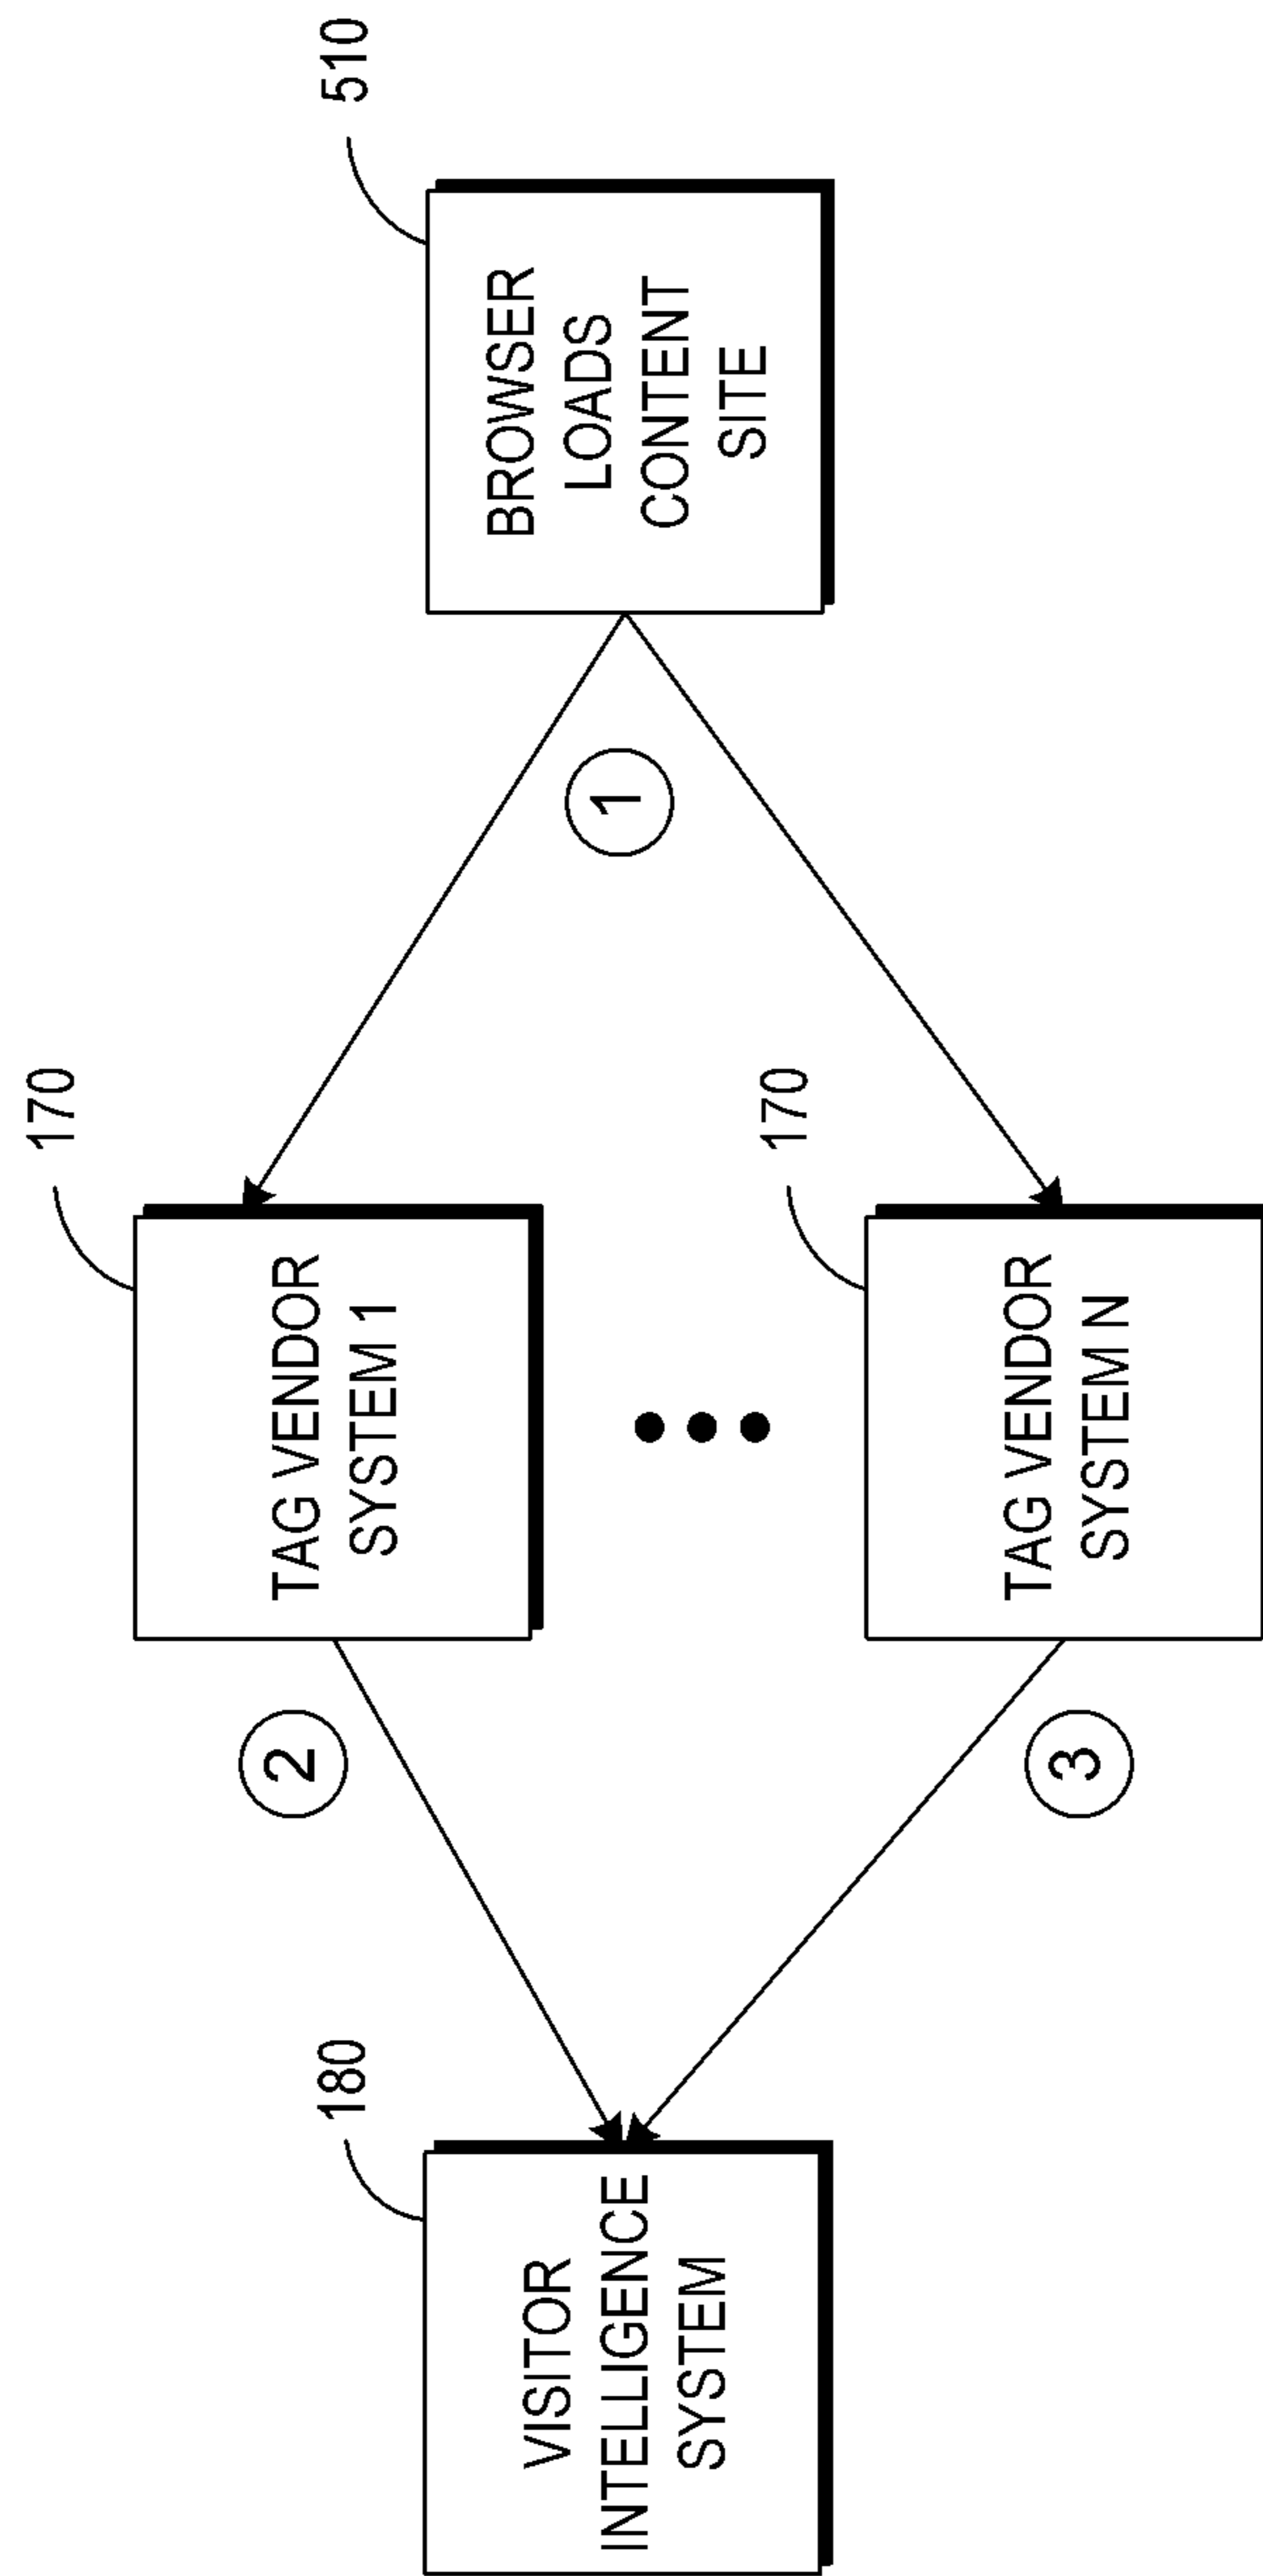 510
BROWSER
LOADS
CONTENT
SITE
1
170
TAG VENDOR
SYSTEM 1
170
TAG VENDOR
SYSTEM N
2
3
180
VISITOR
INTELLIGENCE
SYSTEM